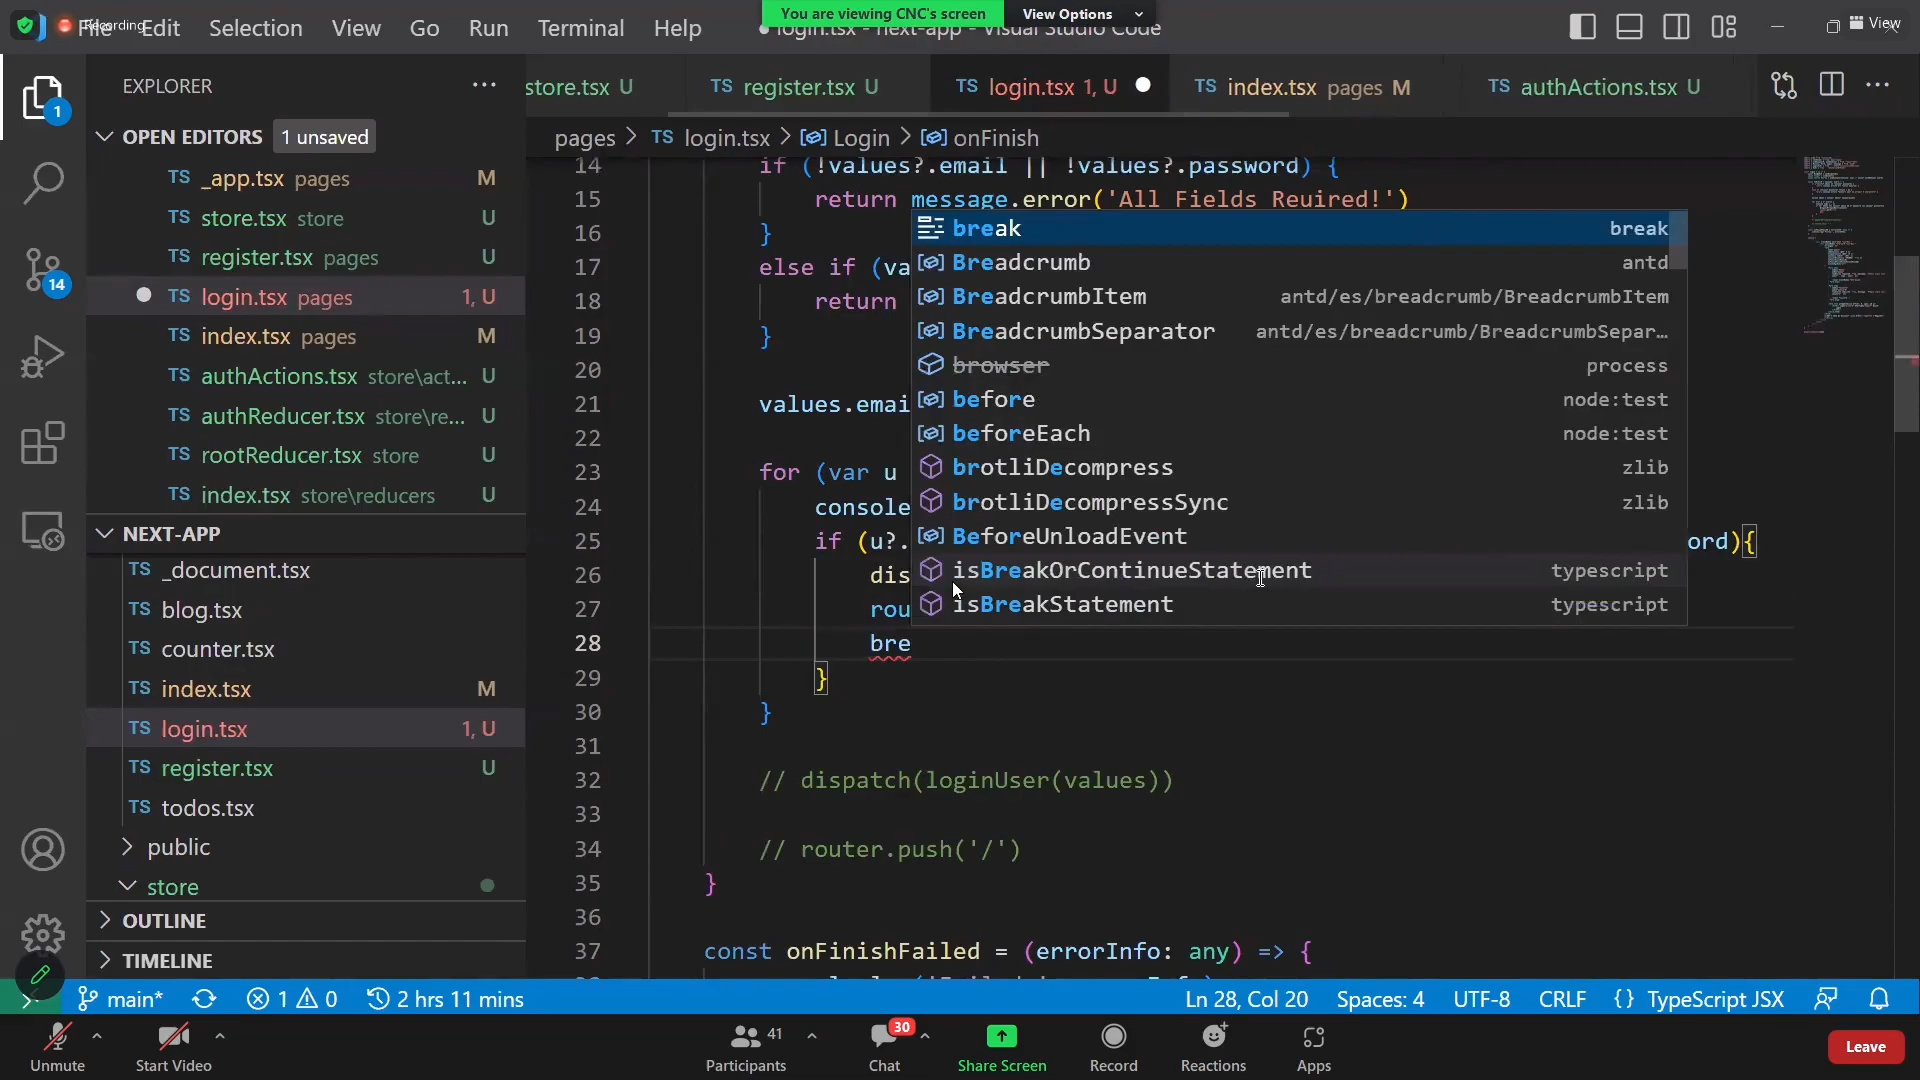 Recording
File
Edit
Selection
View
Go
Run
Terminal
Help
You are viewing CNC's screen
View Options
login.tsx - next-app - Visual Studio Code
View
EXPLORER
OPEN EDITORS
1 unsaved
TS _app.tsx pages M
TS store.tsx store U
TS register.tsx pages U
TS login.tsx pages 1, U
TS index.tsx pages M
TS authActions.tsx store\act... U
TS authReducer.tsx store\re... U
TS rootReducer.tsx store U
TS index.tsx store\reducers U
NEXT-APP
TS _document.tsx
TS blog.tsx
TS counter.tsx
TS index.tsx M
TS login.tsx 1, U
TS register.tsx U
TS todos.tsx
public
store
OUTLINE
TIMELINE
1
14
store.tsx U
TS register.tsx U
TS login.tsx 1, U
TS index.tsx pages M
TS authActions.tsx U
pages > TS login.tsx > Login > onFinish
14 if (!values?.email || !values?.password) {
15 return message.error('All Fields Reuired!')
16 }
17 else if (va
18 return
19 }
20
21 values.emai
22
23 for (var u
24 console
25 if (u?. ord){
26 dis
27 rou
28 bre
29 }
30 }
31
32 // dispatch(loginUser(values))
33
34 // router.push('/')
35 }
36
37 const onFinishFailed = (errorInfo: any) => {
break break
Breadcrumb antd
BreadcrumbItem antd/es/breadcrumb/BreadcrumbItem
BreadcrumbSeparator antd/es/breadcrumb/BreadcrumbSepar…
browser process
before node:test
beforeEach node:test
brotliDecompress zlib
brotliDecompressSync zlib
BeforeUnloadEvent
isBreakOrContinueStatement typescript
isBreakStatement typescript
main*
1 0
2 hrs 11 mins
Ln 28, Col 20
Spaces: 4
UTF-8
CRLF
{} TypeScript JSX
Unmute
Start Video
41
Participants
30
Chat
Share Screen
Record
Reactions
Apps
Leave